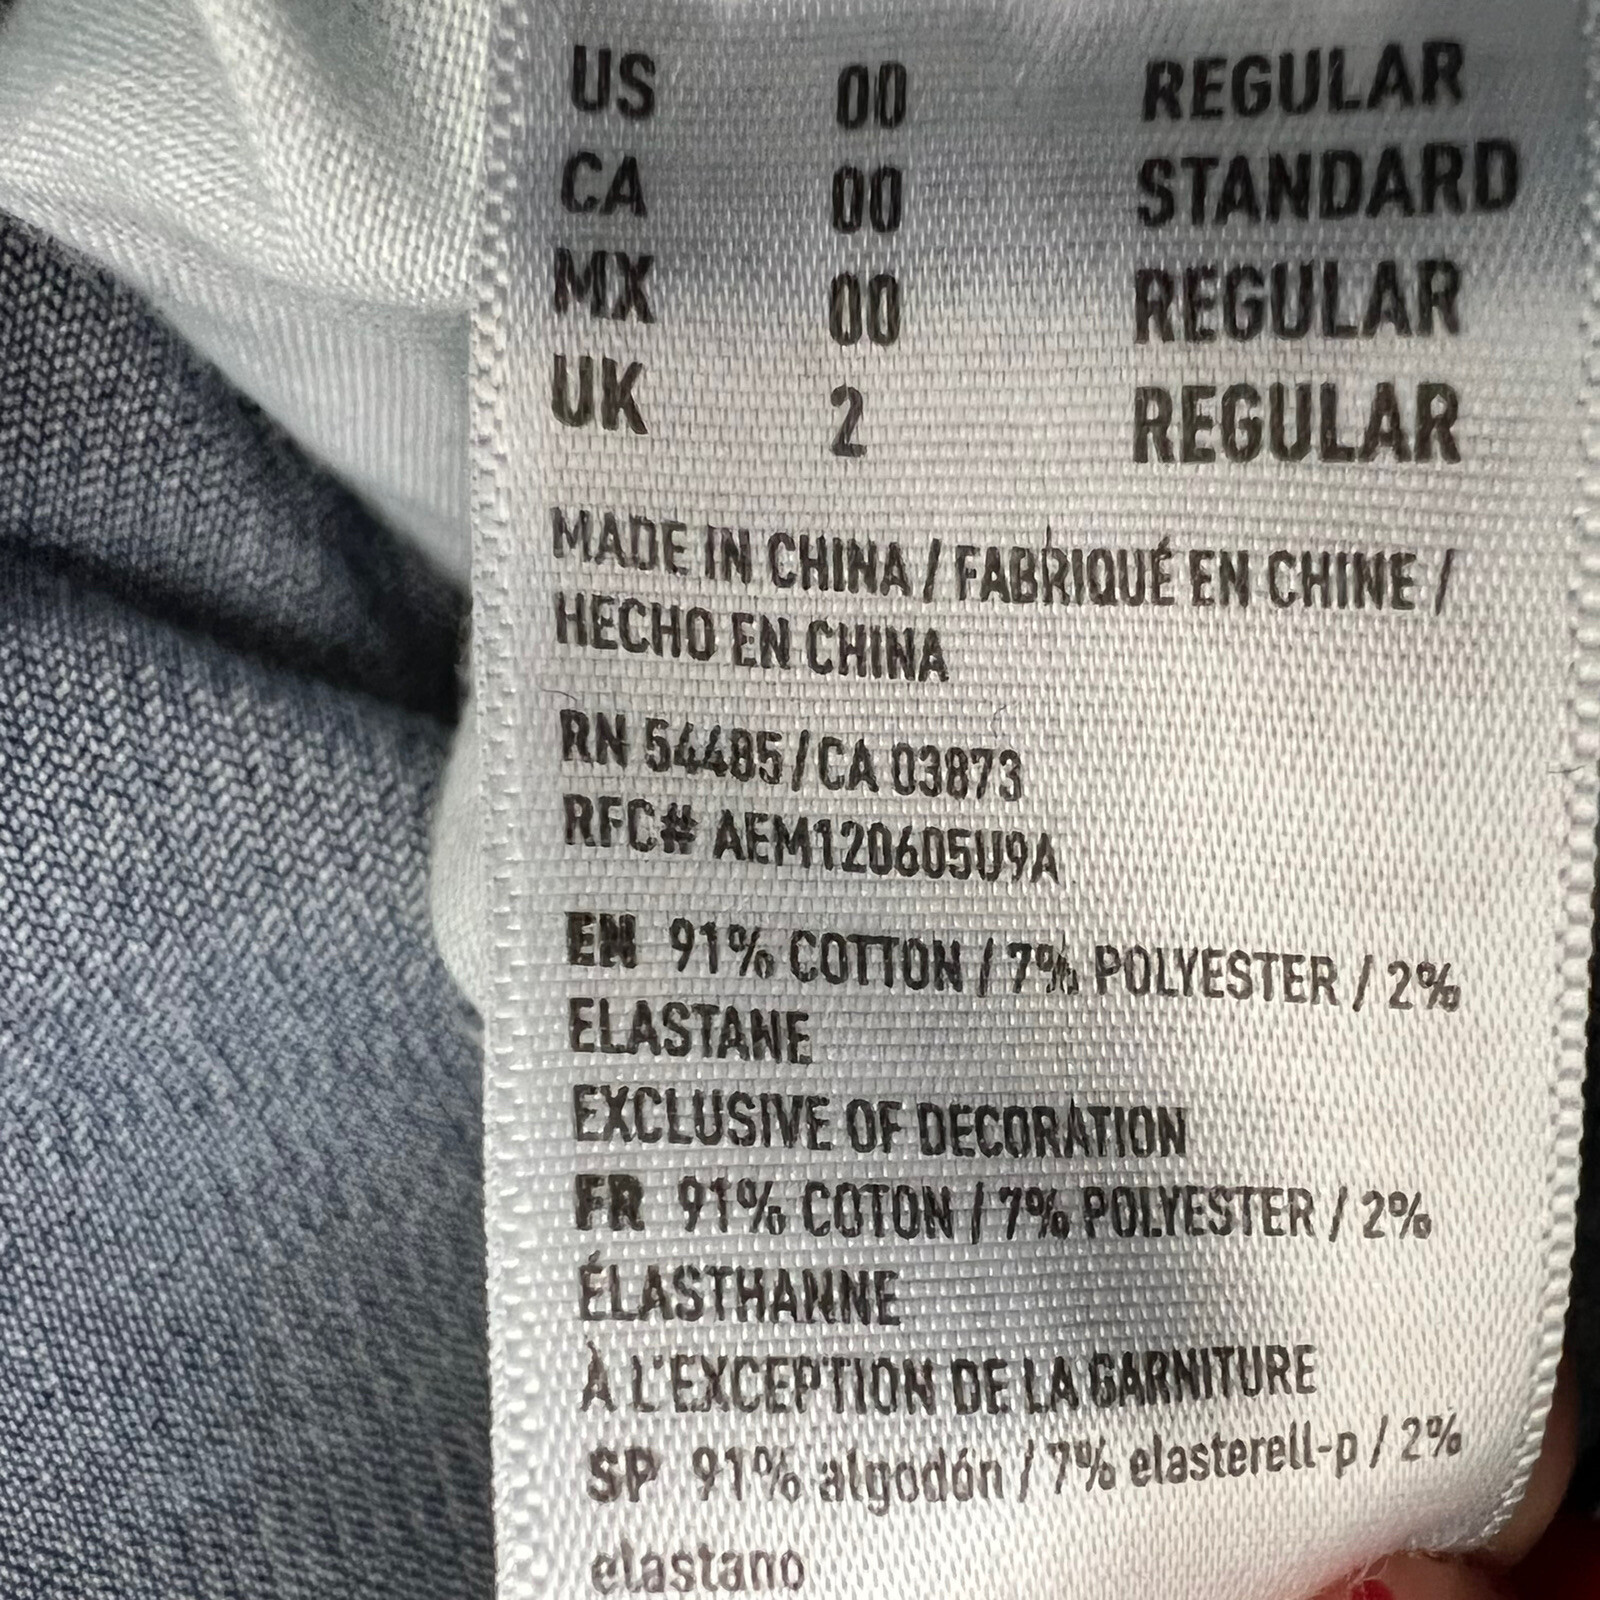 US 00 REGULAR
CA 00 STANDARD
MX 00 REGULAR
UK 2 REGULAR
MADE IN CHINA / FABRIQUÉ EN CHINE /
HECHO EN CHINA
RN 54485 / CA 03873
RFC# AEM120605U9A
EN 91% COTTON / 7% POLYESTER / 2%
ELASTANE
EXCLUSIVE OF DECORATION
FR 91% COTON / 7% POLYESTER / 2%
ÉLASTHANNE
À L'EXCEPTION DE LA GARNITURE
SP 91% algodón / 7% elasterell-p / 2%
elastano